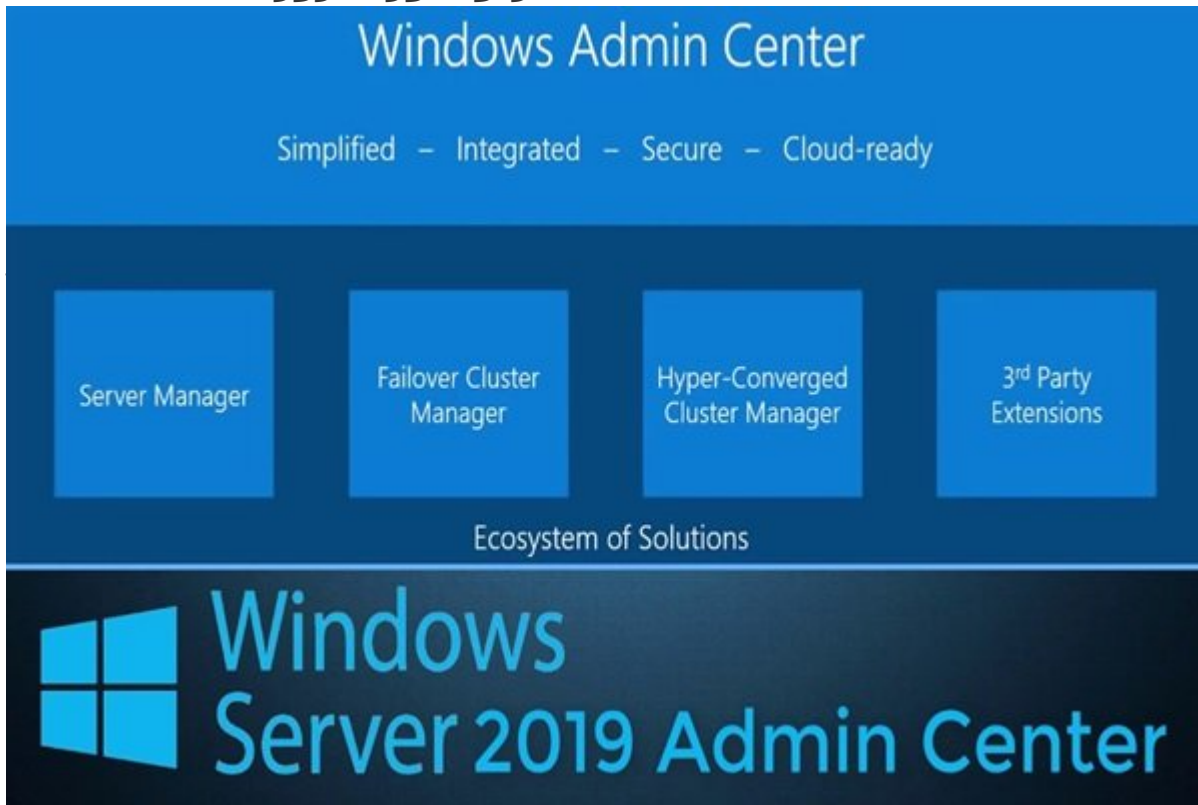 Windows Admin Center
Simplified – Integrated – Secure – Cloud-ready
Server Manager
Failover Cluster
Manager
Hyper-Converged
Cluster Manager
3rd Party
Extensions
Ecosystem of Solutions
Windows
Server 2019 Admin Center